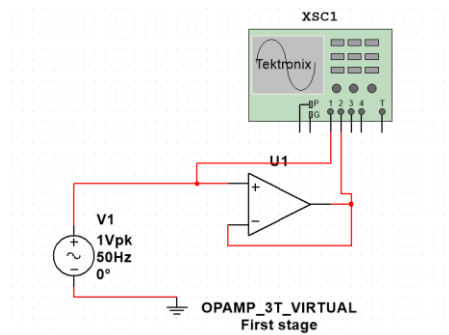 XSC1
Tektronix
P
G
1 2 3 4 T
U1
+
−
V1
+
1Vpk
50Hz
0°
−
OPAMP_3T_VIRTUAL
First stage